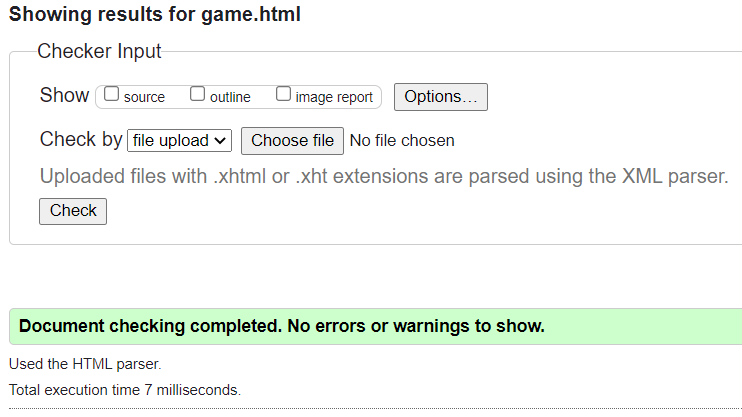 Showing results for game.html
Checker Input
Show source outline image report Options...
Check by file upload Choose file No file chosen
Uploaded files with .xhtml or .xht extensions are parsed using the XML parser.
Check
Document checking completed. No errors or warnings to show.
Used the HTML parser.
Total execution time 7 milliseconds.